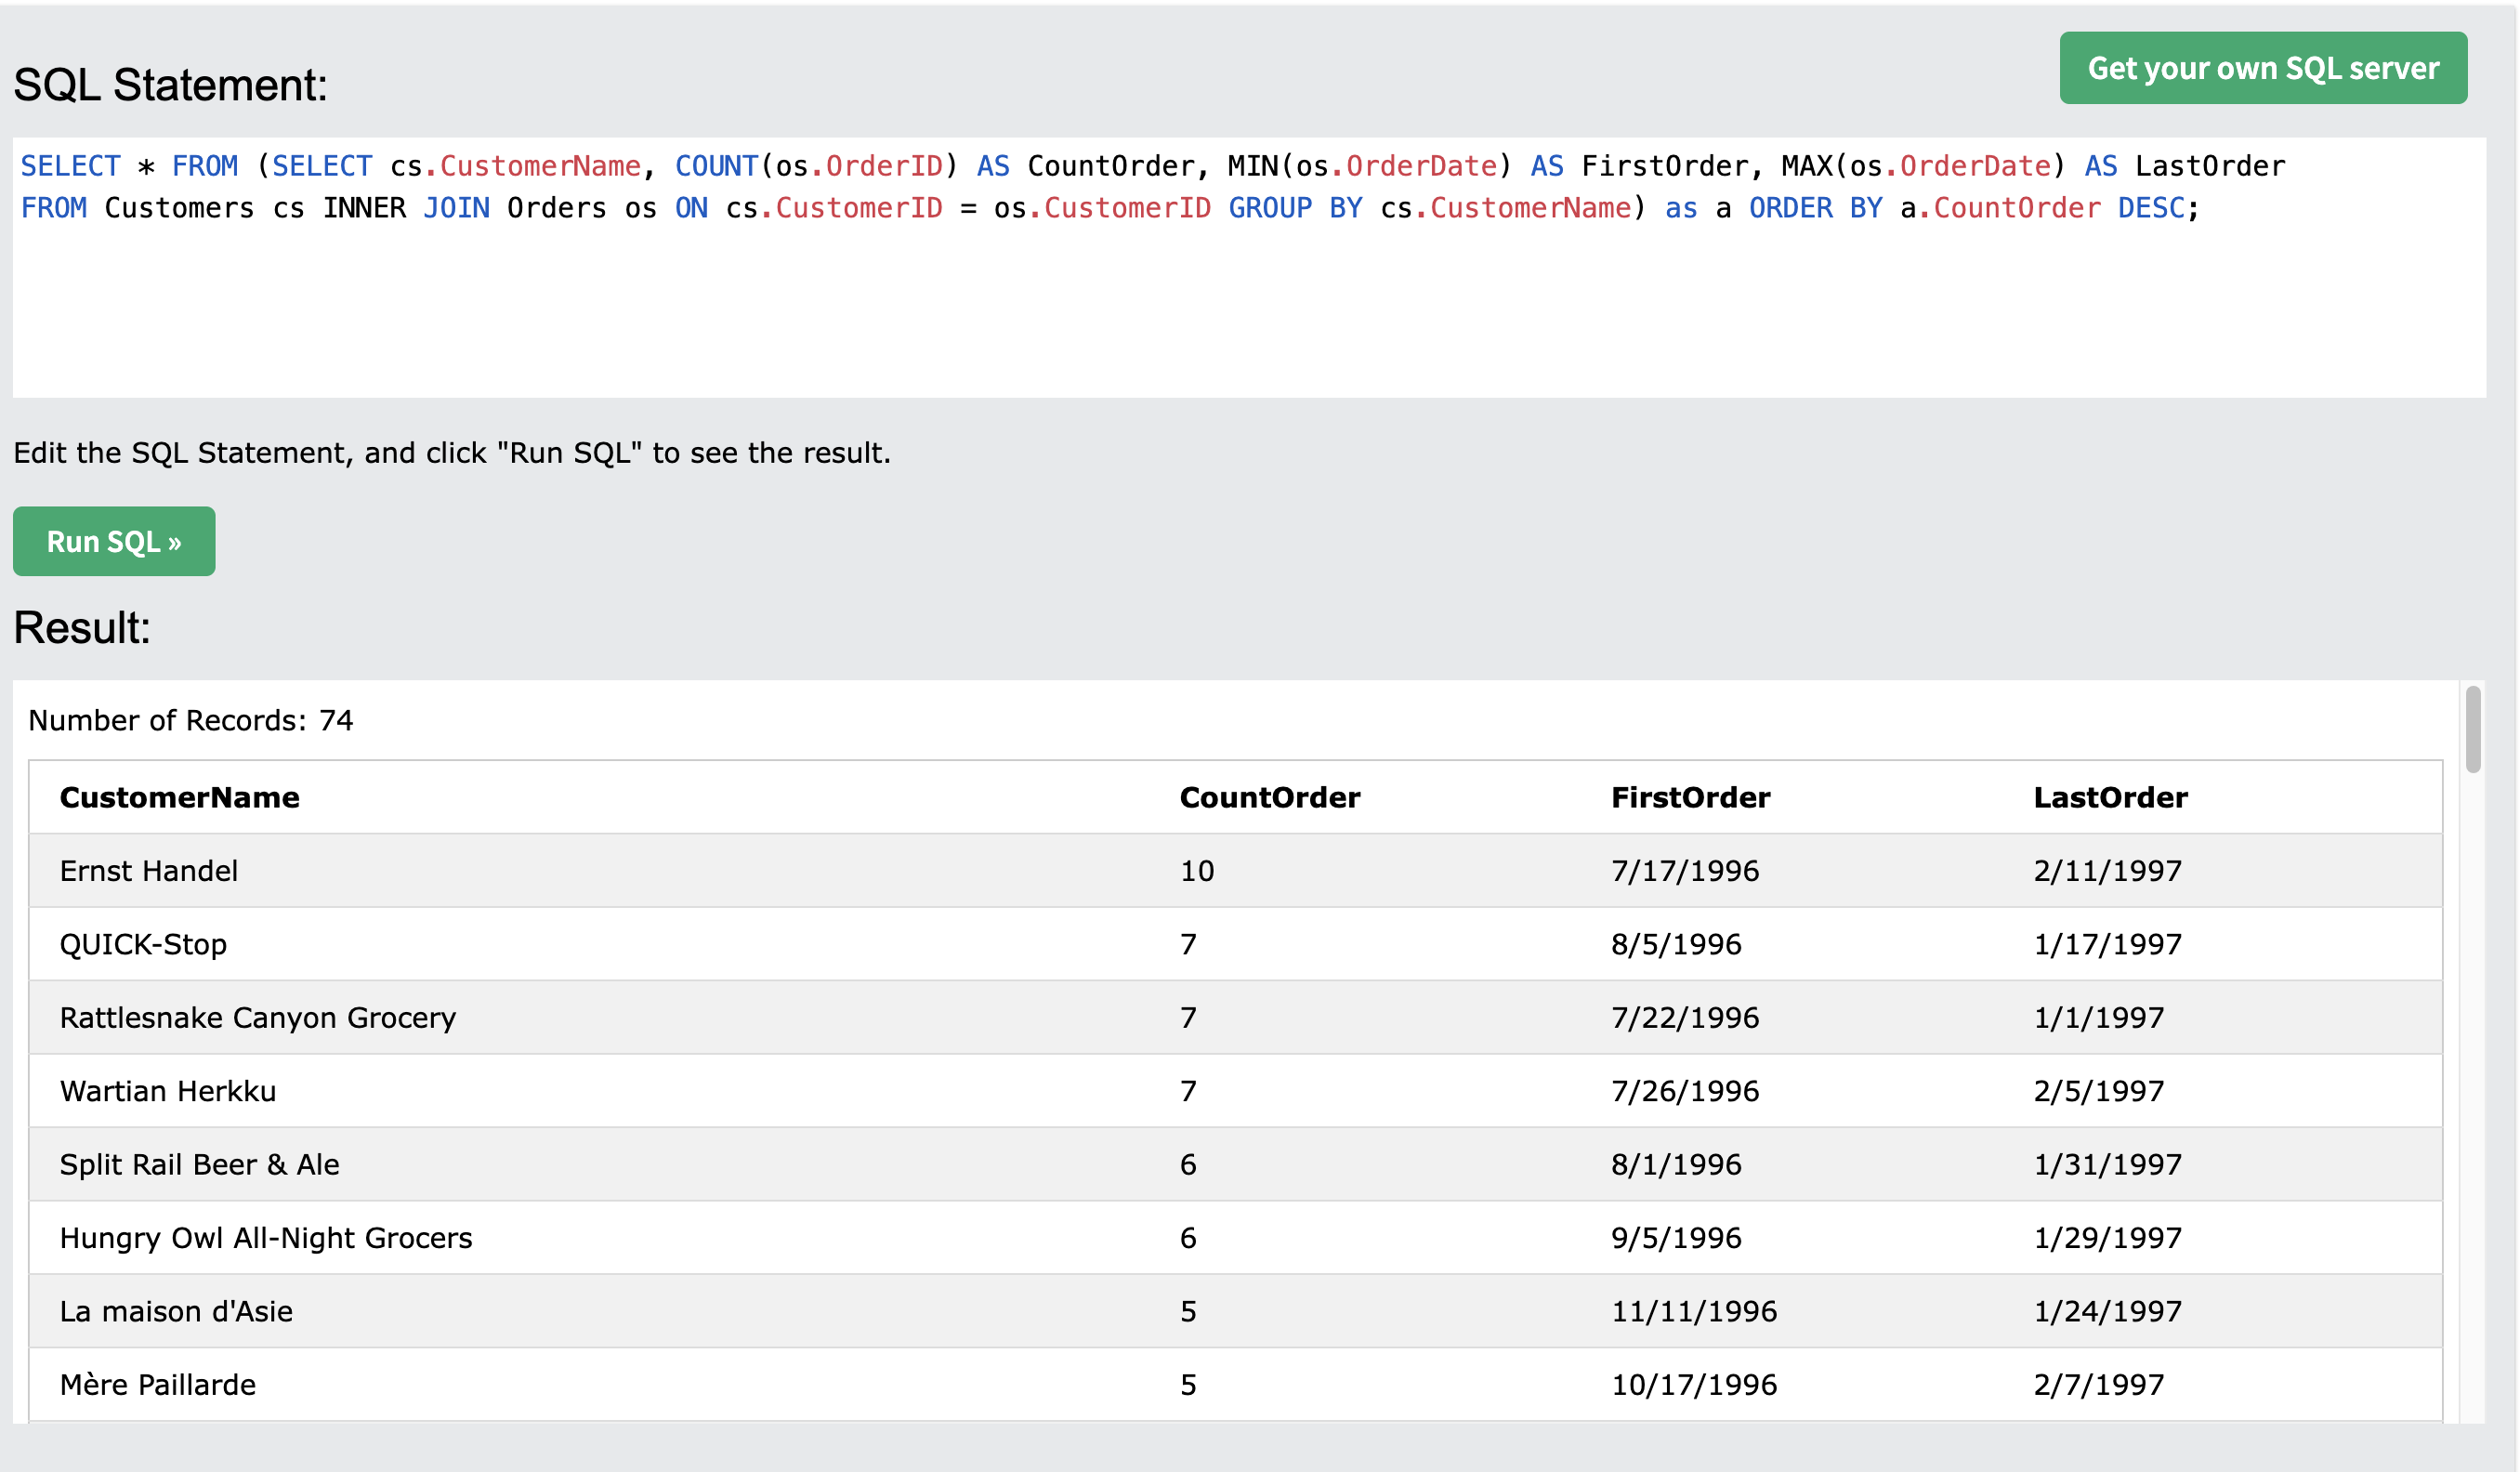 Get your own SQL server
SQL Statement:
SELECT * FROM (SELECT cs.CustomerName, COUNT(os.OrderID) AS CountOrder, MIN(os.OrderDate) AS FirstOrder, MAX(os.OrderDate) AS LastOrder
FROM Customers cs INNER JOIN Orders os ON cs.CustomerID = os.CustomerID GROUP BY cs.CustomerName) as a ORDER BY a.CountOrder DESC;
Edit the SQL Statement, and click "Run SQL" to see the result.
Run SQL »
Result:
Number of Records: 74
CustomerName CountOrder FirstOrder LastOrder
Ernst Handel 10 7/17/1996 2/11/1997
QUICK-Stop 7 8/5/1996 1/17/1997
Rattlesnake Canyon Grocery 7 7/22/1996 1/1/1997
Wartian Herkku 7 7/26/1996 2/5/1997
Split Rail Beer & Ale 6 8/1/1996 1/31/1997
Hungry Owl All-Night Grocers 6 9/5/1996 1/29/1997
La maison d'Asie 5 11/11/1996 1/24/1997
Mère Paillarde 5 10/17/1996 2/7/1997